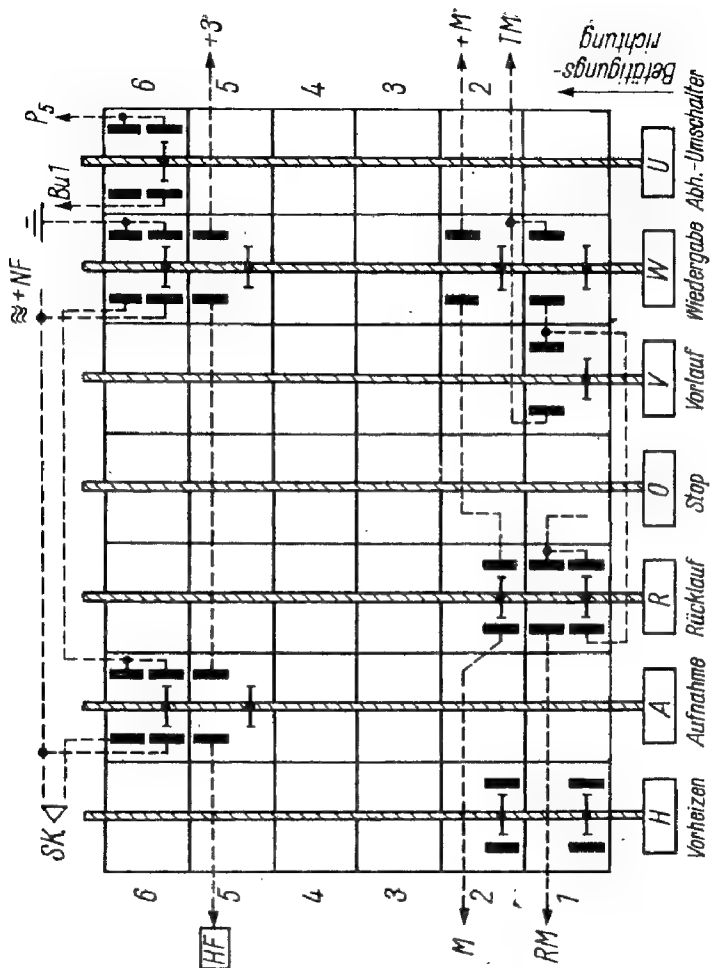 SK
≈ + NF
Bu 1
P5
6
6
HF
5
5
+3
4
4
3
3
M
2
2
+M
RM
1
TM
H
A
R
O
V
W
U
Vorheizen
Aufnahme
Rücklauf
Stop
Vorlauf
Wiedergabe
Abh.-Umschalter
Betätigungs-
richtung